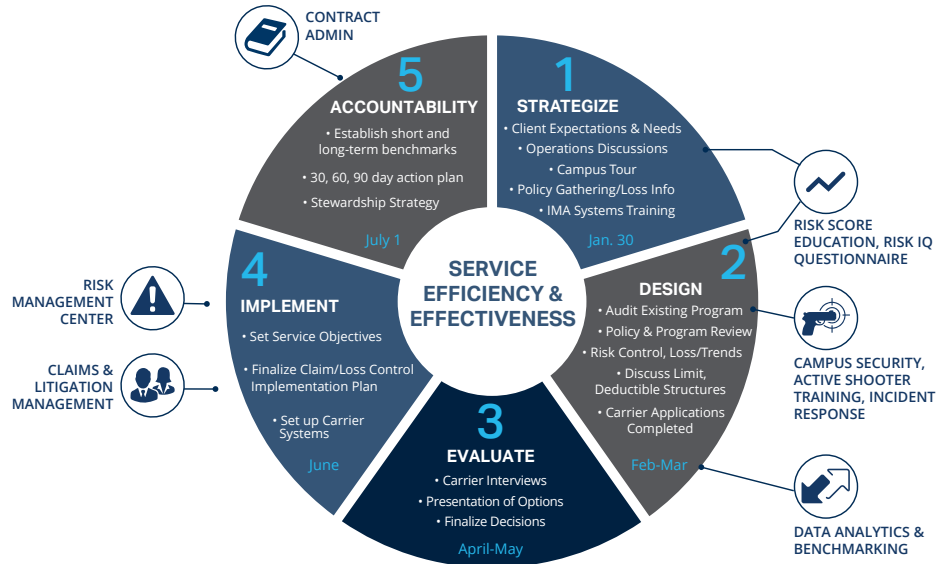 CONTRACT
ADMIN
5
ACCOUNTABILITY
• Establish short and
long-term benchmarks
• 30, 60, 90 day action plan
• Stewardship Strategy
July 1
1
STRATEGIZE
• Client Expectations & Needs
• Operations Discussions
• Campus Tour
• Policy Gathering/Loss Info
• IMA Systems Training
Jan. 30
RISK SCORE
EDUCATION, RISK IQ
QUESTIONNAIRE
SERVICE
EFFICIENCY &
EFFECTIVENESS
2
DESIGN
• Audit Existing Program
• Policy & Program Review
• Risk Control, Loss/Trends
• Discuss Limit,
Deductible Structures
• Carrier Applications
Completed
Feb-Mar
CAMPUS SECURITY,
ACTIVE SHOOTER
TRAINING, INCIDENT
RESPONSE
DATA ANALYTICS &
BENCHMARKING
3
EVALUATE
• Carrier Interviews
• Presentation of Options
• Finalize Decisions
April-May
4
IMPLEMENT
• Set Service Objectives
• Finalize Claim/Loss Control
Implementation Plan
• Set up Carrier
Systems
June
RISK
MANAGEMENT
CENTER
CLAIMS &
LITIGATION
MANAGEMENT